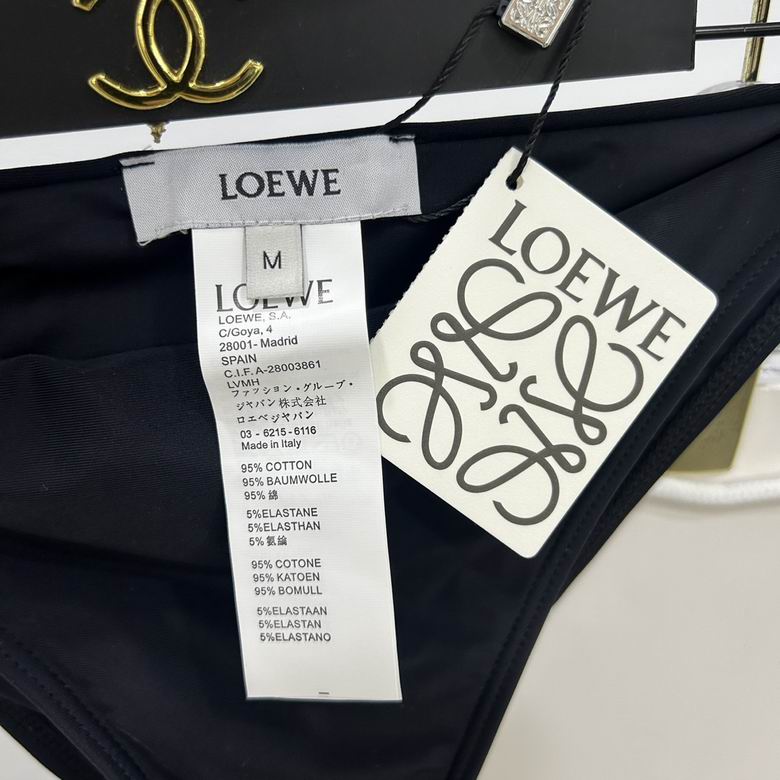 LOEWE
M
LOEWE
LOEWE, S.A.
C/Goya, 4
28001- Madrid
SPAIN
C.I.F. A-28003861
LVMH
ファッション・グループ・
ジャパン株式会社
ロエベジャパン
03 - 6215-6116
Made in Italy
95% COTTON
95% BAUMWOLLE
95% 綿
5%ELASTANE
5%ELASTHAN
5% 氨綸
95% COTONE
95% KATOEN
95% BOMULL
5%ELASTAAN
5%ELASTAN
5%ELASTANO
LOEWE